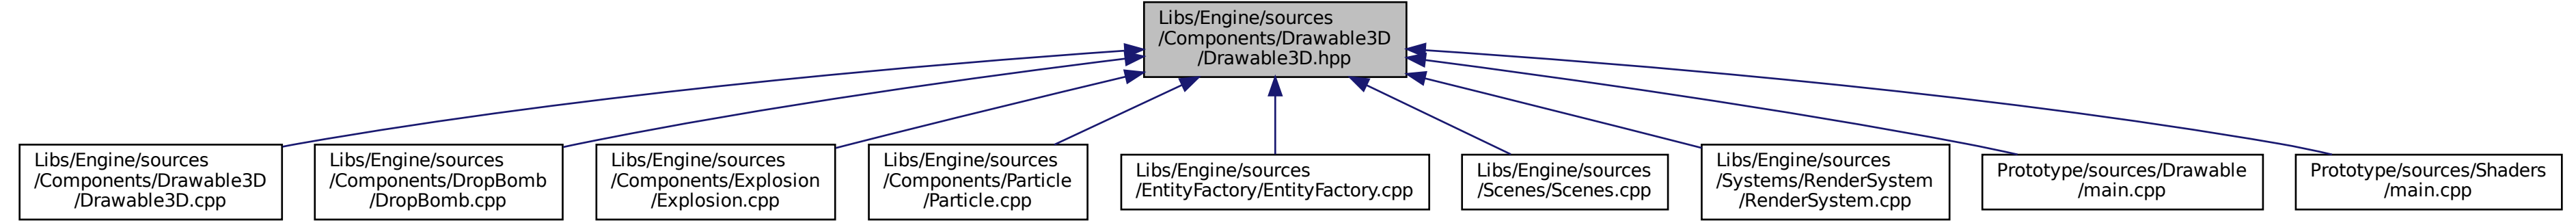 Libs/Engine/sources
/Components/Drawable3D
/Drawable3D.hpp
Libs/Engine/sources
/Components/Drawable3D
/Drawable3D.cpp
Libs/Engine/sources
/Components/DropBomb
/DropBomb.cpp
Libs/Engine/sources
/Components/Explosion
/Explosion.cpp
Libs/Engine/sources
/Components/Particle
/Particle.cpp
Libs/Engine/sources
/EntityFactory/EntityFactory.cpp
Libs/Engine/sources
/Scenes/Scenes.cpp
Libs/Engine/sources
/Systems/RenderSystem
/RenderSystem.cpp
Prototype/sources/Drawable
/main.cpp
Prototype/sources/Shaders
/main.cpp